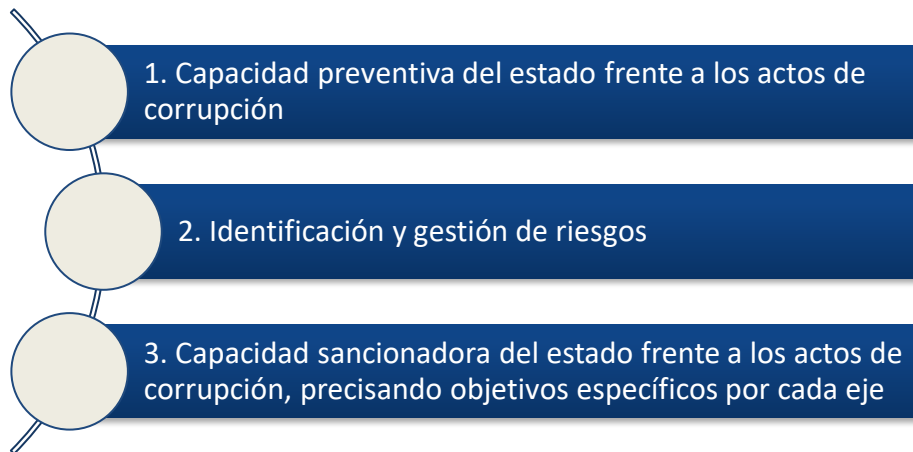 1. Capacidad preventiva del estado frente a los actos de
corrupción
2. Identificación y gestión de riesgos
3. Capacidad sancionadora del estado frente a los actos de
corrupción, precisando objetivos específicos por cada eje